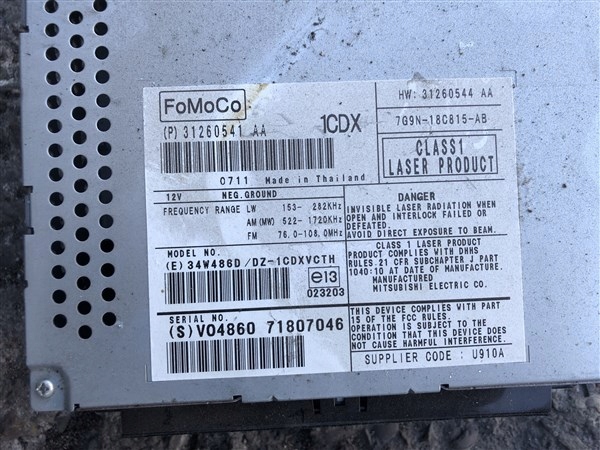 FoMoCo
(P) 31260541 AA
1CDX
HW: 31260544 AA
7G9N-18C815-AB
CLASS1
LASER PRODUCT
0711 Made in Thailand
12V NEG.GROUND
FREQUENCY RANGE LW 153- 282KHz
AM(MW) 522- 1720KHz
FM 76.0-108.0MHz
DANGER
INVISIBLE LASER RADIATION WHEN
OPEN AND INTERLOCK FAILED OR
DEFEATED.
AVOID DIRECT EXPOSURE TO BEAM.
MODEL NO.
(E) 34W486D/DZ-1CDXVCTH
e13
023203
CLASS 1 LASER PRODUCT
PRODUCT COMPLIES WITH DHHS
RULES.21 CFR SUBCHAPTER J PART
1040:10 AT DATE OF MANUFACTURE.
MANUFACTURED
MITSUBISHI ELECTRIC CO.
SERIAL NO.
(S) V04860 71807046
THIS DEVICE COMPLIES WITH PART
15 OF THE FCC RULES.
OPERATION IS SUBJECT TO THE
CONDITION THAT THIS DEVICE DOES
NOT CAUSE HARMFUL INTERFERENCE.
SUPPLIER CODE : U910A
2
1